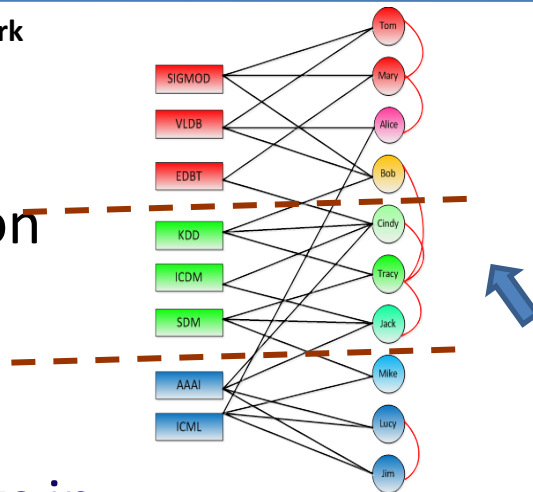 rk
SIGMOD
VLDB
EDBT
KDD
ICDM
SDM
AAAI
ICML
Tom
Mary
Alice
Bob
Cindy
Tracy
Jack
Mike
Lucy
Jim
on